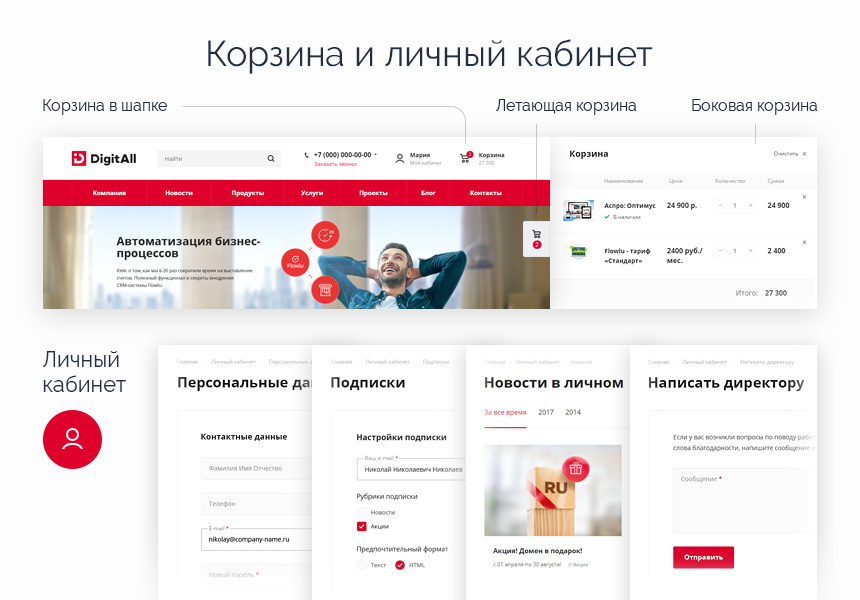 Корзина и личный кабинет
Корзина в шапке
Летающая корзина
Боковая корзина
DigitAll
Найти
+7 (000) 000-00-00
Заказать звонок
Мария
Мой кабинет
2
Корзина
27 300
Компания
Новости
Продукты
Услуги
Проекты
Блог
Контакты
Автоматизация бизнес-
процессов
Кейс о том, как мы в 20 раз сократили время на выставление
счетов. Полезный функционал и секреты внедрения
CRM-системы Flowlu.
Flowlu
2
Корзина
Очистить ×
Наименование
Цена
Количество
Сумма
Аспро: Оптимус
В наличии
24 900 р.
− 1 +
24 900
Flowlu - тариф
«Стандарт»
2400 руб./
мес.
− 1 +
2 400
Итого: 27 300
Личный
кабинет
Главная
Личный кабинет
Персональные д
Персональные да
Контактные данные
Фамилия Имя Отчество
Телефон
E-mail *
nikolay@company-name.ru
Новый пароль *
Главная
Личный кабинет
Подписки
Подписки
Настройки подписки
Ваш e-mail *
Николай Николаевич Николаев
Рубрики подписки
Новости
Акции
Предпочтительный формат
Текст
HTML
Главная
Личный кабинет
Новости
Новости в личном
За все время
2017
2014
RU
Акция! Домен в подарок!
с 01 апреля по 30 августа!
// Акции
Главная
Личный кабинет
Написать директору
Написать директору
Если у вас возникли вопросы по поводу рабо
слова благодарности, напишите сообщение
Сообщение *
Отправить